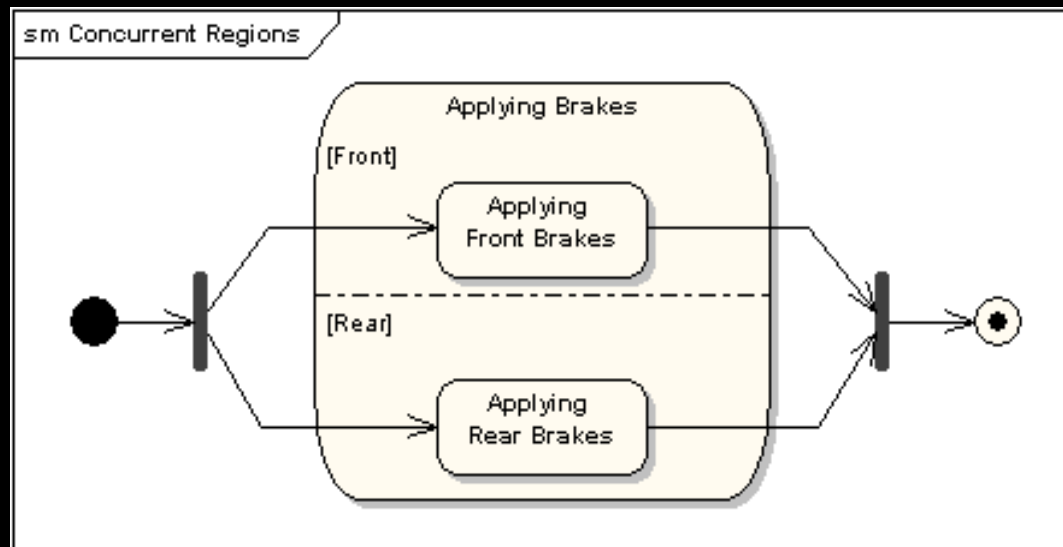 sm Concurrent Regions
Applying Brakes
[Front]
Applying
Front Brakes
[Rear]
Applying
Rear Brakes